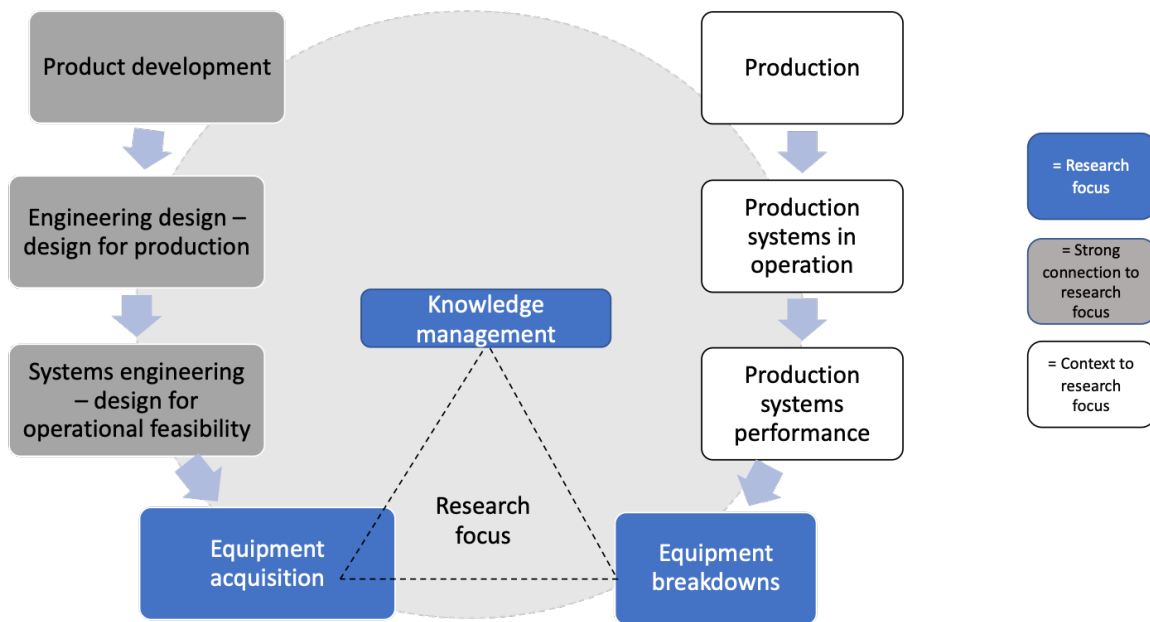 Product development
Engineering design –
design for production
Systems engineering
– design for
operational feasibility
Equipment
acquisition
Knowledge
management
Research
focus
Production
Production
systems in
operation
Production
systems
performance
Equipment
breakdowns
= Research
focus
= Strong
connection to
research
focus
= Context to
research
focus